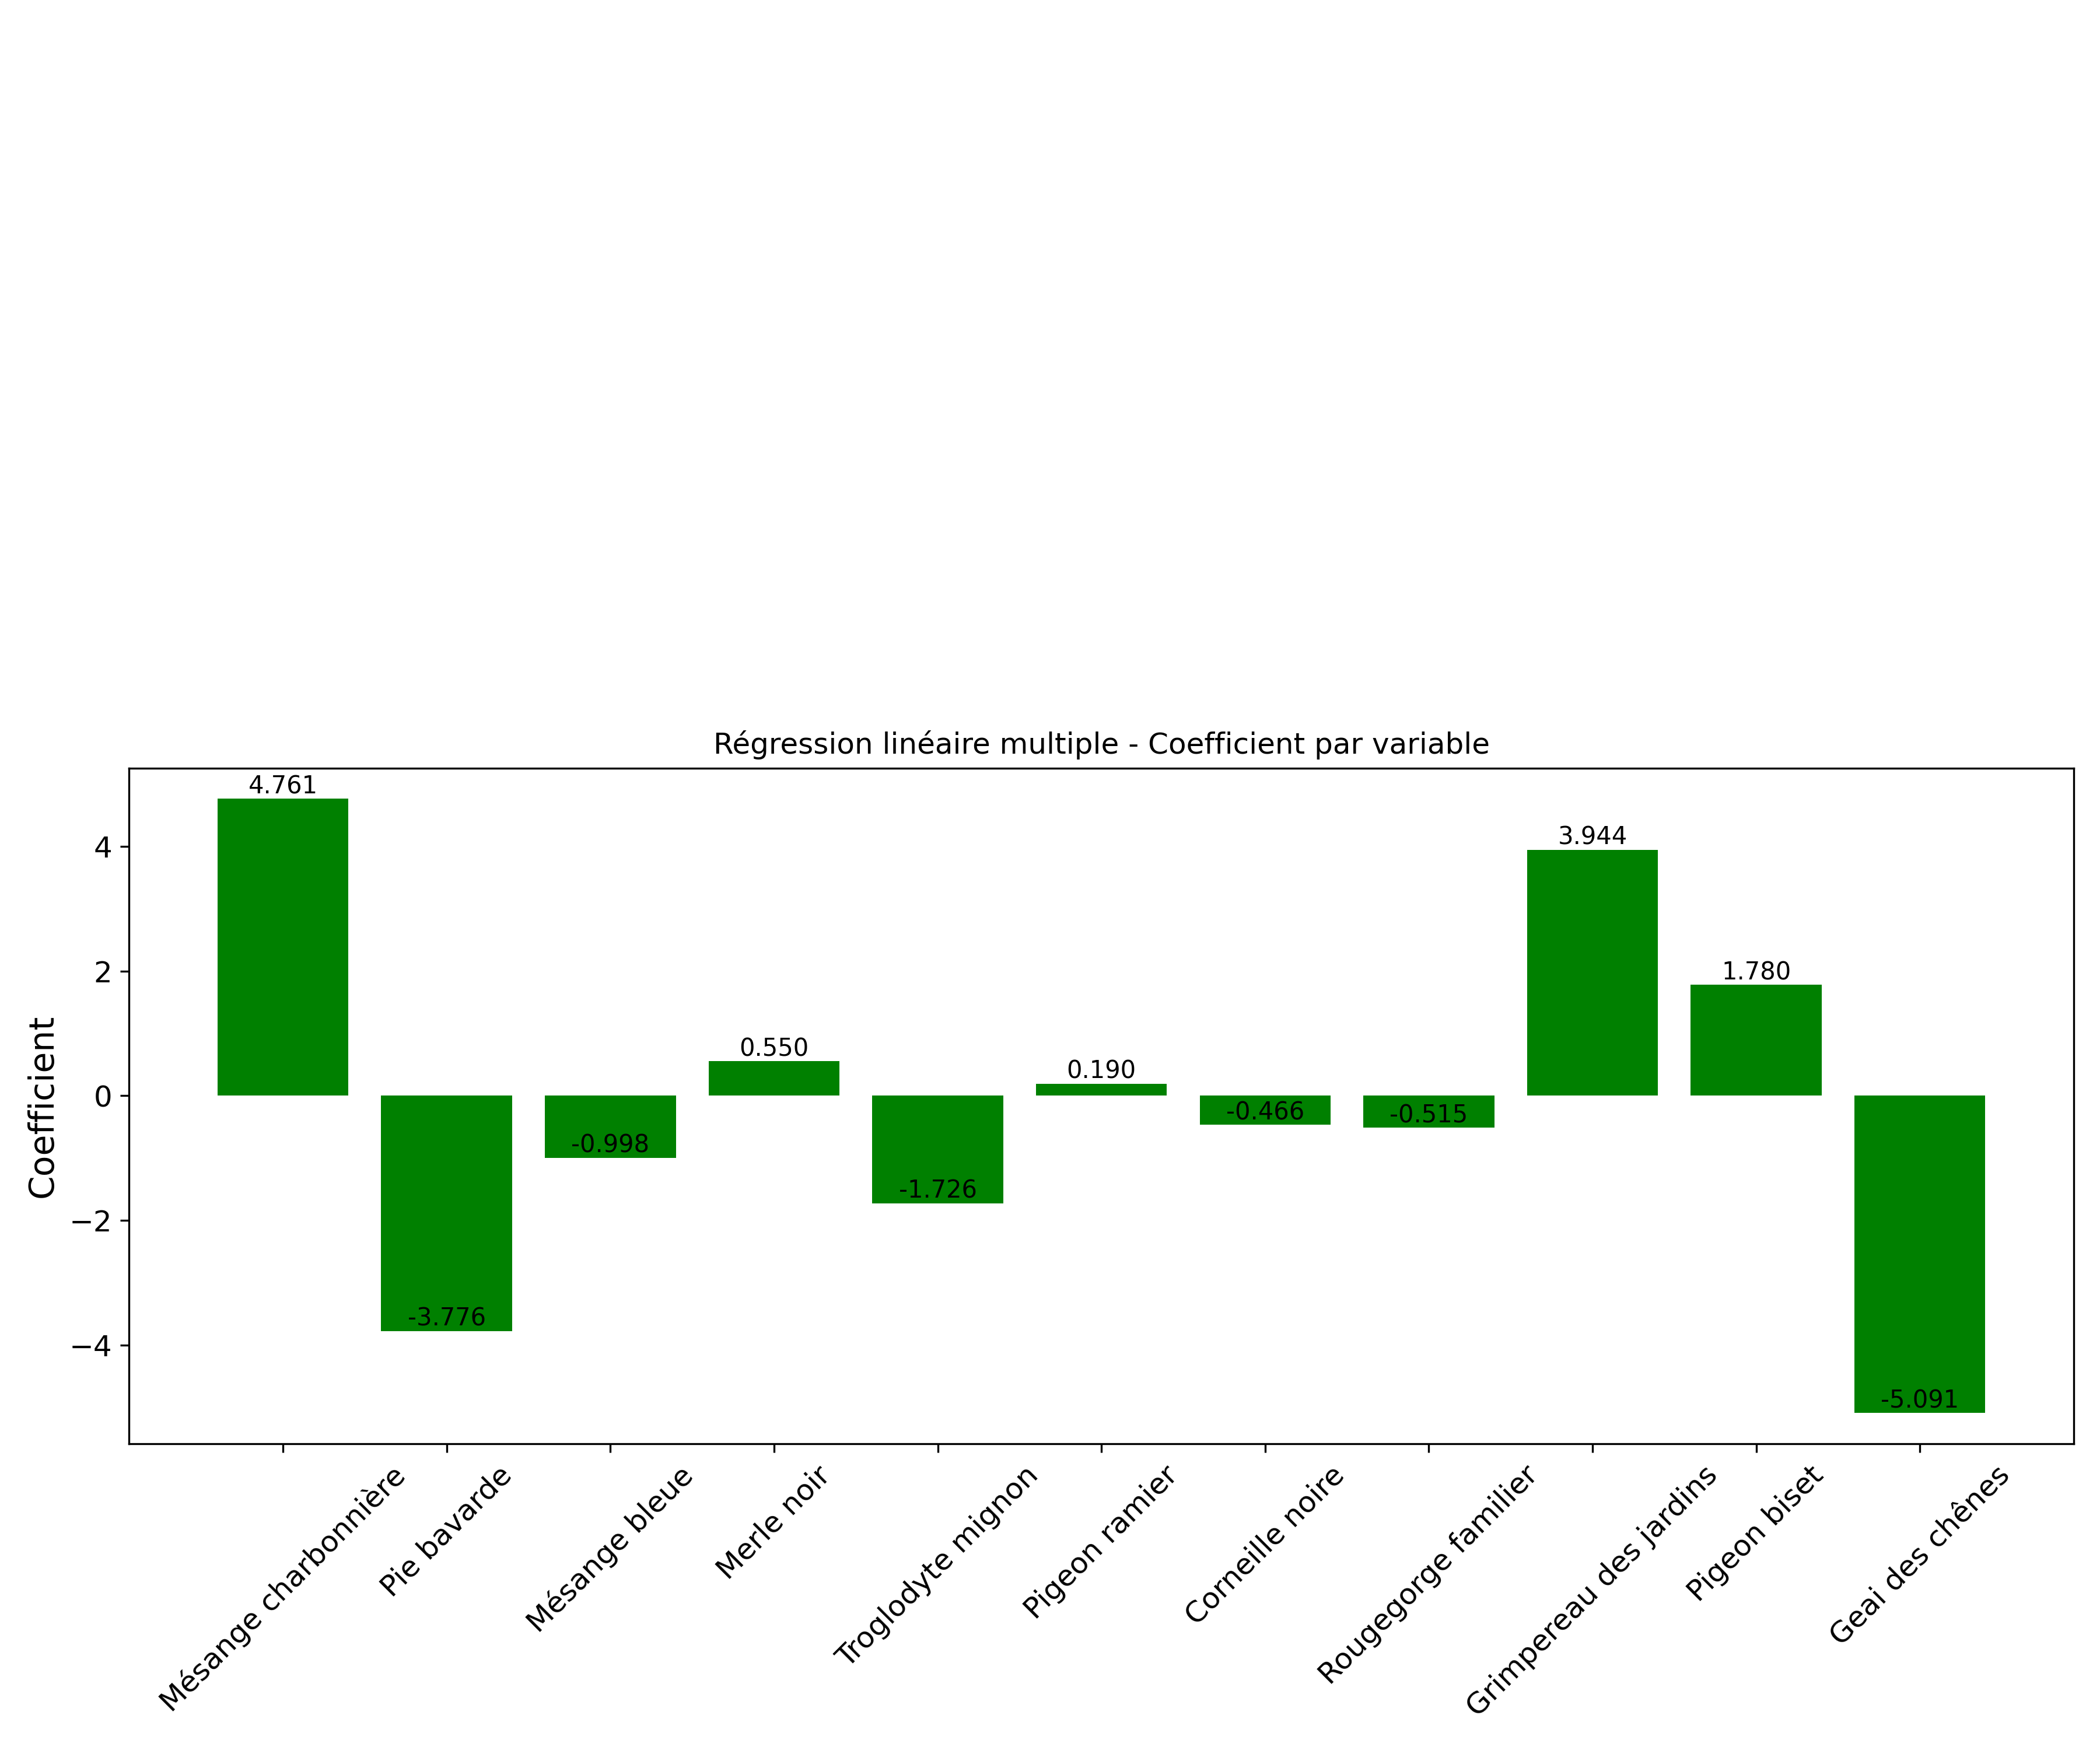 Régression linéaire multiple - Coefficient par variable
Coefficient
4
2
0
−2
−4
4.761
-3.776
-0.998
0.550
-1.726
0.190
-0.466
-0.515
3.944
1.780
-5.091
Mésange charbonnière
Pie bavarde
Mésange bleue
Merle noir
Troglodyte mignon
Pigeon ramier
Corneille noire
Rougegorge familier
Grimpereau des jardins
Pigeon biset
Geai des chênes